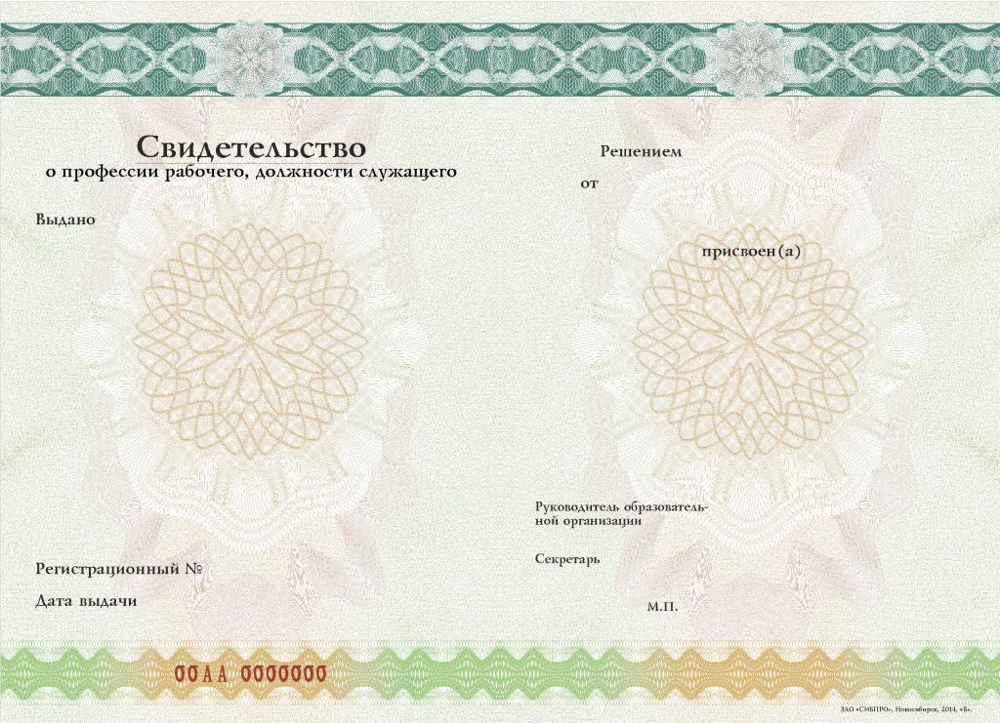 Свидетельство
о профессии рабочего, должности служащего
Выдано
Регистрационный №
Дата выдачи
00АА 0000000
Решением
от
присвоен(а)
Руководитель образователь-
ной организации
Секретарь
М.П.
ЗАО «СИБПРО», Новосибирск, 2014, «Б».